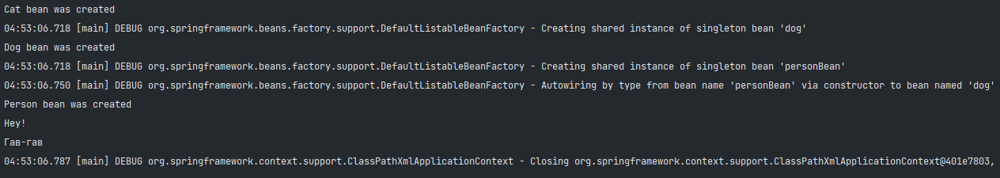 Cat bean was created
04:53:06.718 [main] DEBUG org.springframework.beans.factory.support.DefaultListableBeanFactory - Creating shared instance of singleton bean 'dog'
Dog bean was created
04:53:06.718 [main] DEBUG org.springframework.beans.factory.support.DefaultListableBeanFactory - Creating shared instance of singleton bean 'personBean'
04:53:06.750 [main] DEBUG org.springframework.beans.factory.support.DefaultListableBeanFactory - Autowiring by type from bean name 'personBean' via constructor to bean named 'dog'
Person bean was created
Hey!
Гав-гав
04:53:06.787 [main] DEBUG org.springframework.context.support.ClassPathXmlApplicationContext - Closing org.springframework.context.support.ClassPathXmlApplicationContext@401e7803,